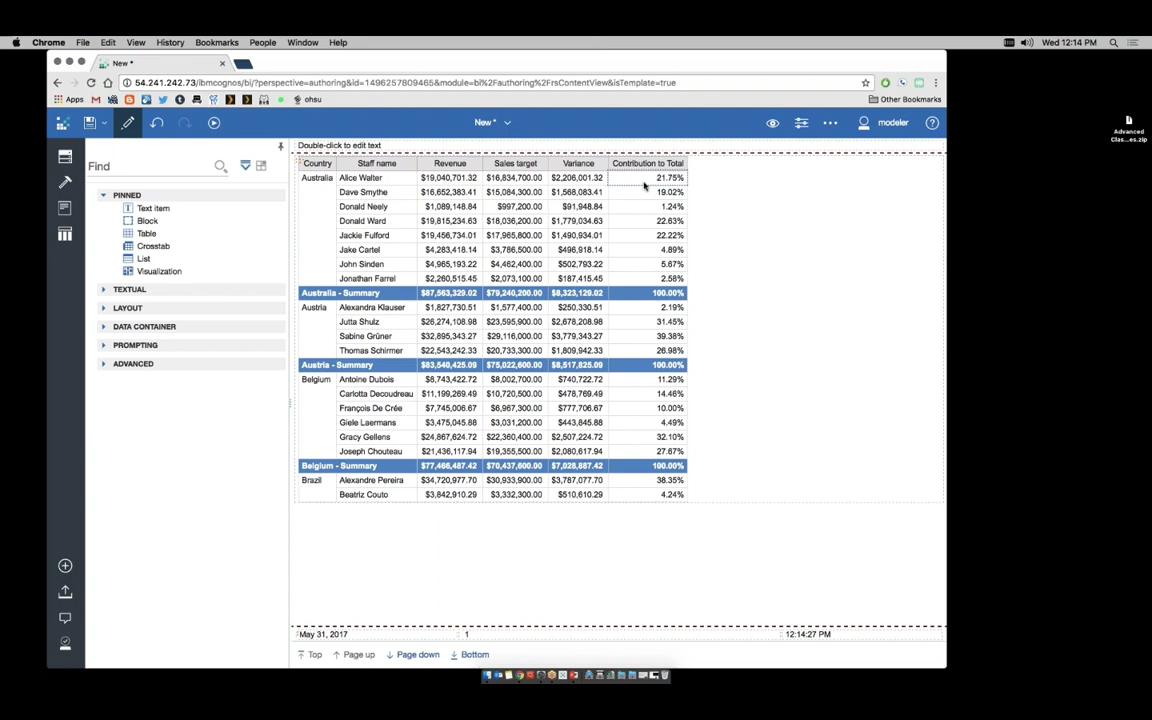 Chrome File Edit View History Bookmarks People Window Help Wed 12:14 PM
New *
54.241.242.73/ibmcognos/bi/?perspective=authoring&id=1496257809465&module=bi%2Fauthoring%2FrsContentView&isTemplate=true
Apps ohsu Other Bookmarks
New * modeler
Advanced
Clas...es.zip
Double-click to edit text
Find
Country Staff name Revenue Sales target Variance Contribution to Total
Australia Alice Walter $19,040,701.32 $16,834,700.00 $2,206,001.32 21.75%
Dave Smythe $16,652,383.41 $15,084,300.00 $1,568,083.41 19.02%
Donald Neely $1,089,148.84 $997,200.00 $91,948.84 1.24%
Donald Ward $19,815,234.63 $18,036,200.00 $1,779,034.63 22.63%
Jackie Fulford $19,456,734.01 $17,965,800.00 $1,490,934.01 22.22%
Jake Cartel $4,283,418.14 $3,786,500.00 $496,918.14 4.89%
John Sinden $4,965,193.22 $4,462,400.00 $502,793.22 5.67%
Jonathan Farrel $2,260,515.45 $2,073,100.00 $187,415.45 2.58%
Australia - Summary $87,563,329.02 $79,240,200.00 $8,323,129.02 100.00%
Austria Alexandra Klauser $1,827,730.51 $1,577,400.00 $250,330.51 2.19%
Jutta Shulz $26,274,108.98 $23,595,900.00 $2,678,208.98 31.45%
Sabine Grüner $32,895,343.27 $29,116,000.00 $3,779,343.27 39.38%
Thomas Schirmer $22,543,242.33 $20,733,300.00 $1,809,942.33 26.98%
Austria - Summary $83,540,425.09 $75,022,600.00 $8,517,825.09 100.00%
Belgium Antoine Dubois $8,743,422.72 $8,002,700.00 $740,722.72 11.29%
Carlotta Decoudreau $11,199,269.49 $10,720,500.00 $478,769.49 14.46%
François De Crée $7,745,006.67 $6,967,300.00 $777,706.67 10.00%
Giele Laermans $3,475,045.88 $3,031,200.00 $443,845.88 4.49%
Gracy Gellens $24,867,624.72 $22,360,400.00 $2,507,224.72 32.10%
Joseph Chouteau $21,436,117.94 $19,355,500.00 $2,080,617.94 27.67%
Belgium - Summary $77,466,487.42 $70,437,600.00 $7,028,887.42 100.00%
Brazil Alexandre Pereira $34,720,977.70 $30,933,900.00 $3,787,077.70 38.35%
Beatriz Couto $3,842,910.29 $3,332,300.00 $510,610.29 4.24%
PINNED
Text item
Block
Table
Crosstab
List
Visualization
TEXTUAL
LAYOUT
DATA CONTAINER
PROMPTING
ADVANCED
May 31, 2017 1 12:14:27 PM
Top Page up Page down Bottom